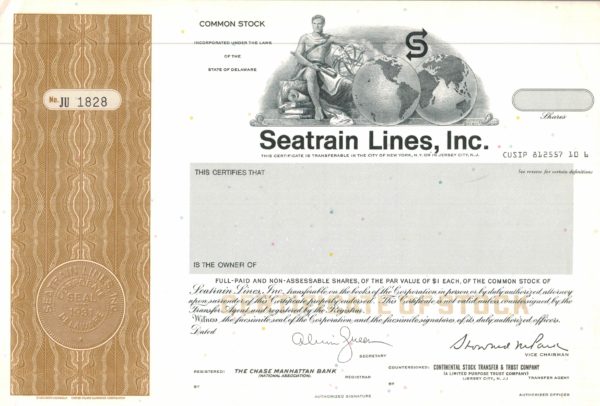 COMMON STOCK
INCORPORATED UNDER THE LAWS
OF THE
STATE OF DELAWARE
No. JU 1828
S
Shares
Seatrain Lines, Inc.
THIS CERTIFICATE IS TRANSFERABLE IN THE CITY OF NEW YORK, N.Y. OR IN JERSEY CITY, N.J.
CUSIP 812557 10 6
THIS CERTIFIES THAT
See reverse for certain definitions
IS THE OWNER OF
FULL-PAID AND NON-ASSESSABLE SHARES, OF THE PAR VALUE OF $1 EACH, OF THE COMMON STOCK OF
Seatrain Lines, Inc. transferable on the books of the Corporation in person or by duly authorized attorney
upon surrender of this Certificate properly endorsed. This Certificate is not valid unless countersigned by the
Transfer Agent and registered by the Registrar.
Witness, the facsimile seal of the Corporation and the facsimile signatures of its duly authorized officers.
Dated
SECRETARY
VICE CHAIRMAN
REGISTERED: THE CHASE MANHATTAN BANK
(NATIONAL ASSOCIATION)
REGISTRAR
BY
AUTHORIZED SIGNATURE
COUNTERSIGNED: CONTINENTAL STOCK TRANSFER & TRUST COMPANY
(A LIMITED PURPOSE TRUST COMPANY)
(JERSEY CITY, N.J.)
TRANSFER AGENT
BY
AUTHORIZED OFFICER